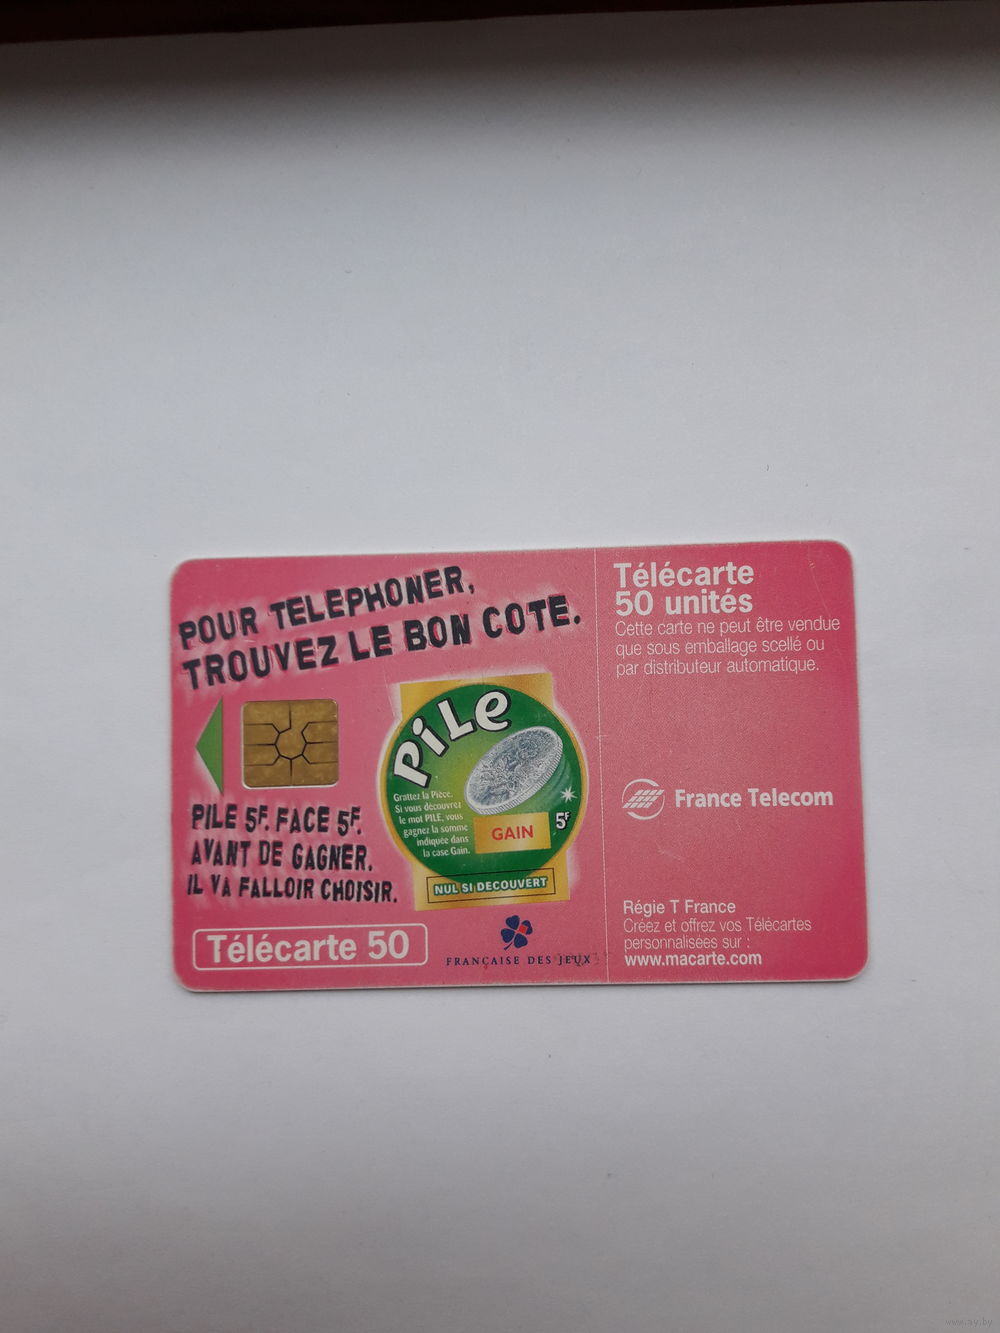 POUR TELEPHONER,
TROUVEZ LE BON COTE.
PiLe
Grattez la Pièce.
Si vous découvrez
le mot PILE, vous
gagnez la somme
indiquée dans
la case Gain.
GAIN
5F
NUL SI DECOUVERT
PILE 5F. FACE 5F.
AVANT DE GAGNER.
IL VA FALLOIR CHOISIR.
Télécarte 50
FRANÇAISE DES JEUX
Télécarte
50 unités
Cette carte ne peut être vendue
que sous emballage scellé ou
par distributeur automatique.
France Telecom
Régie T France
Créez et offrez vos Télécartes
personnalisées sur :
www.macarte.com
www.ay.by